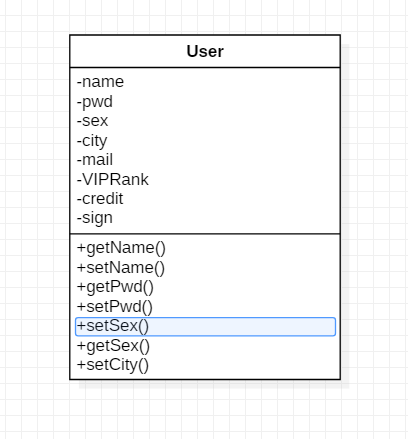 User
-name
-pwd
-sex
-city
-mail
-VIPRank
-credit
-sign
+getName()
+setName()
+getPwd()
+setPwd()
+setSex()
+getSex()
+setCity()